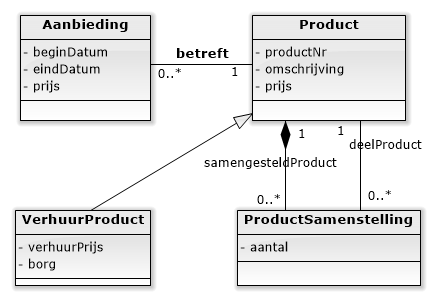 Aanbieding
- beginDatum
- eindDatum
- prijs
betreft
0..*
1
Product
- productNr
- omschrijving
- prijs
1
samengesteldProduct
0..*
1
deelProduct
0..*
VerhuurProduct
- verhuurPrijs
- borg
ProductSamenstelling
- aantal